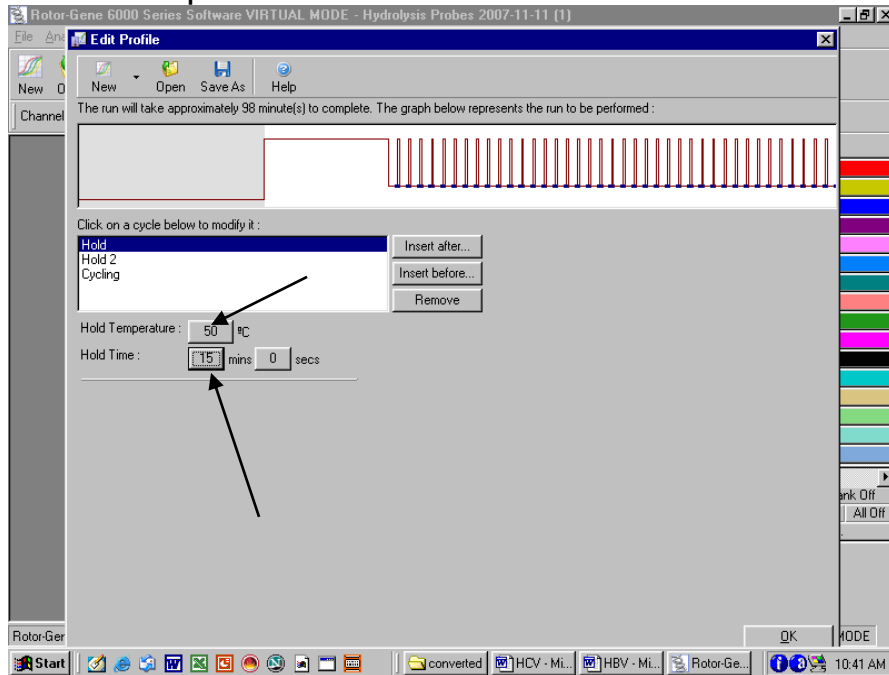 Rotor-Gene 6000 Series Software VIRTUAL MODE - Hydrolysis Probes 2007-11-11 (1)
File
Edit Profile
New
New Open Save As Help
Channel
The run will take approximately 98 minute(s) to complete. The graph below represents the run to be performed :
Click on a cycle below to modify it :
Hold
Hold 2
Cycling
Insert after...
Insert before...
Remove
Hold Temperature : 50 ºC
Hold Time : 15 mins 0 secs
Off
All Off
OK
Start converted HCV - Mi... HBV - Mi... Rotor-Ge... 10:41 AM